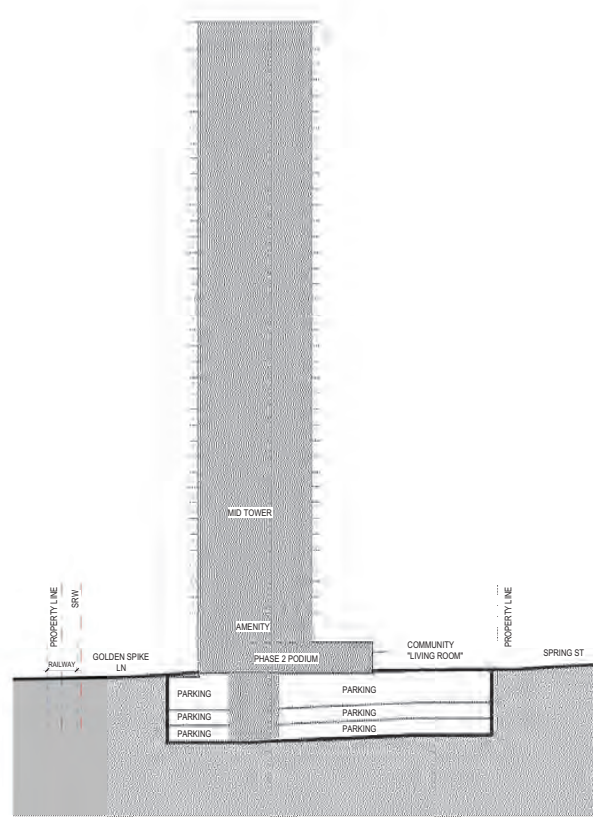 MID TOWER
AMENITY
PROPERTY LINE
SRW
RAILWAY
GOLDEN SPIKE
LN
PHASE 2 PODIUM
COMMUNITY
"LIVING ROOM"
PROPERTY LINE
SPRING ST
PARKING
PARKING
PARKING
PARKING
PARKING
PARKING